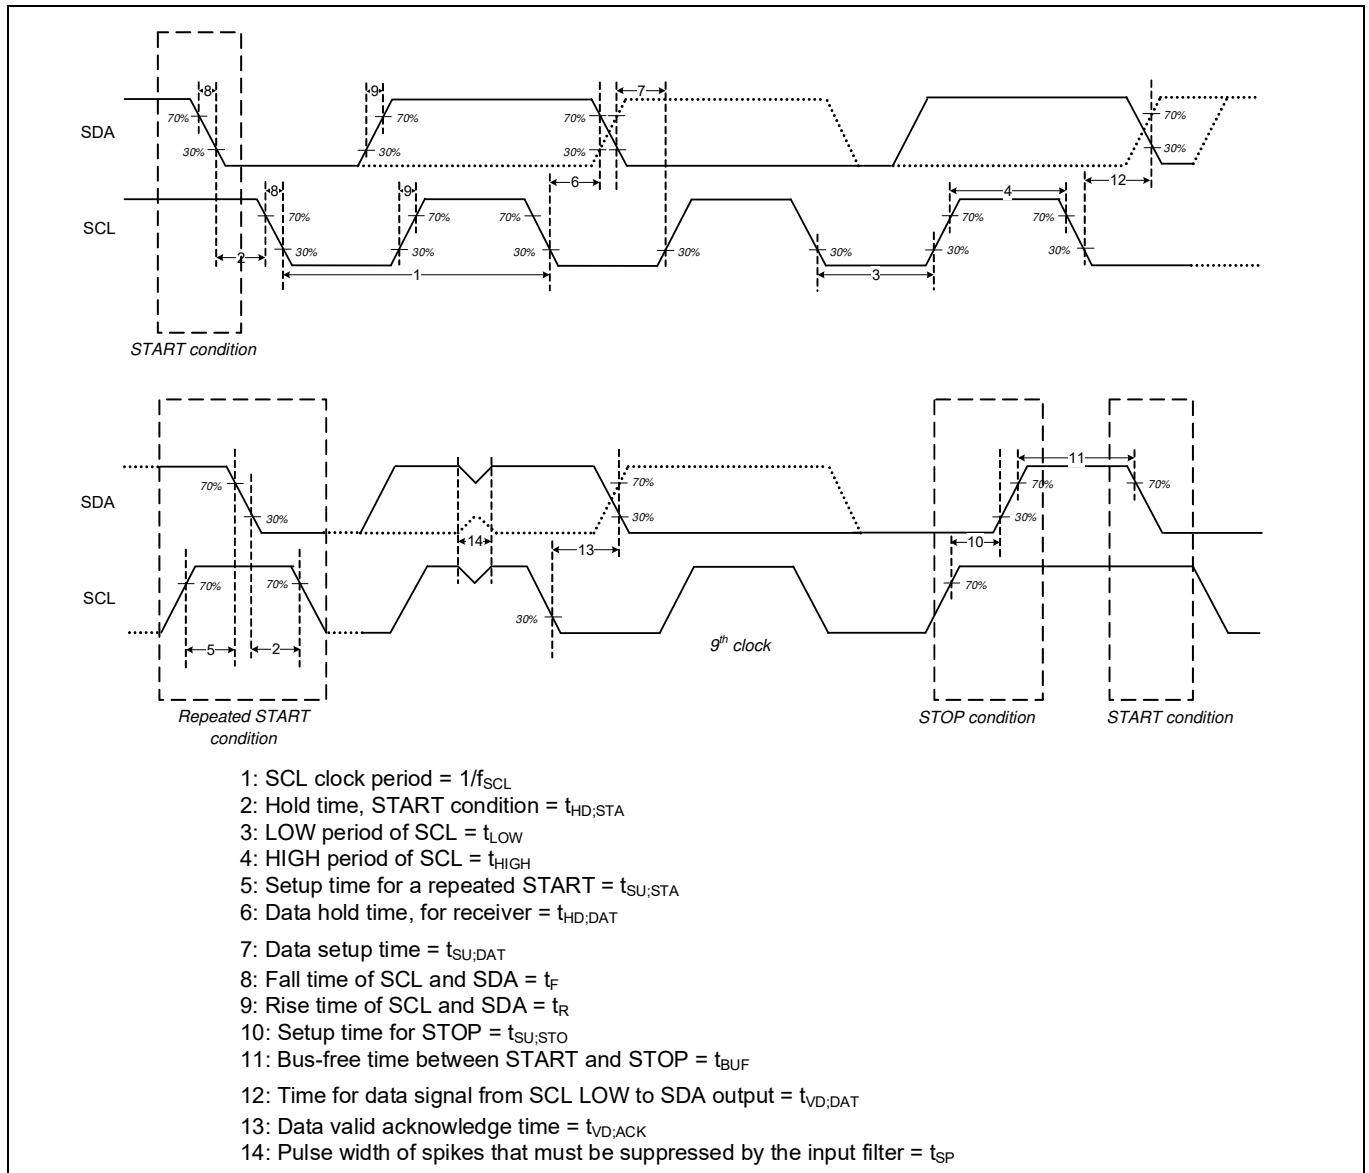 8 9 7
SDA 70% 30% 70% 30% 70% 30% 70% 30%
6 12
8 9 4
SCL 70% 30% 70% 30% 70% 30% 30% 30% 70% 70% 30%
2 1 3
START condition
11
SDA 70% 30% 70% 30% 70% 30% 70%
14 13 10
SCL 70% 70% 30% 70%
9th clock
5 2
Repeated START
condition
STOP condition
START condition
1: SCL clock period = 1/fSCL
2: Hold time, START condition = tHD;STA
3: LOW period of SCL = tLOW
4: HIGH period of SCL = tHIGH
5: Setup time for a repeated START = tSU;STA
6: Data hold time, for receiver = tHD;DAT
7: Data setup time = tSU;DAT
8: Fall time of SCL and SDA = tF
9: Rise time of SCL and SDA = tR
10: Setup time for STOP = tSU;STO
11: Bus-free time between START and STOP = tBUF
12: Time for data signal from SCL LOW to SDA output = tVD;DAT
13: Data valid acknowledge time = tVD;ACK
14: Pulse width of spikes that must be suppressed by the input filter = tSP